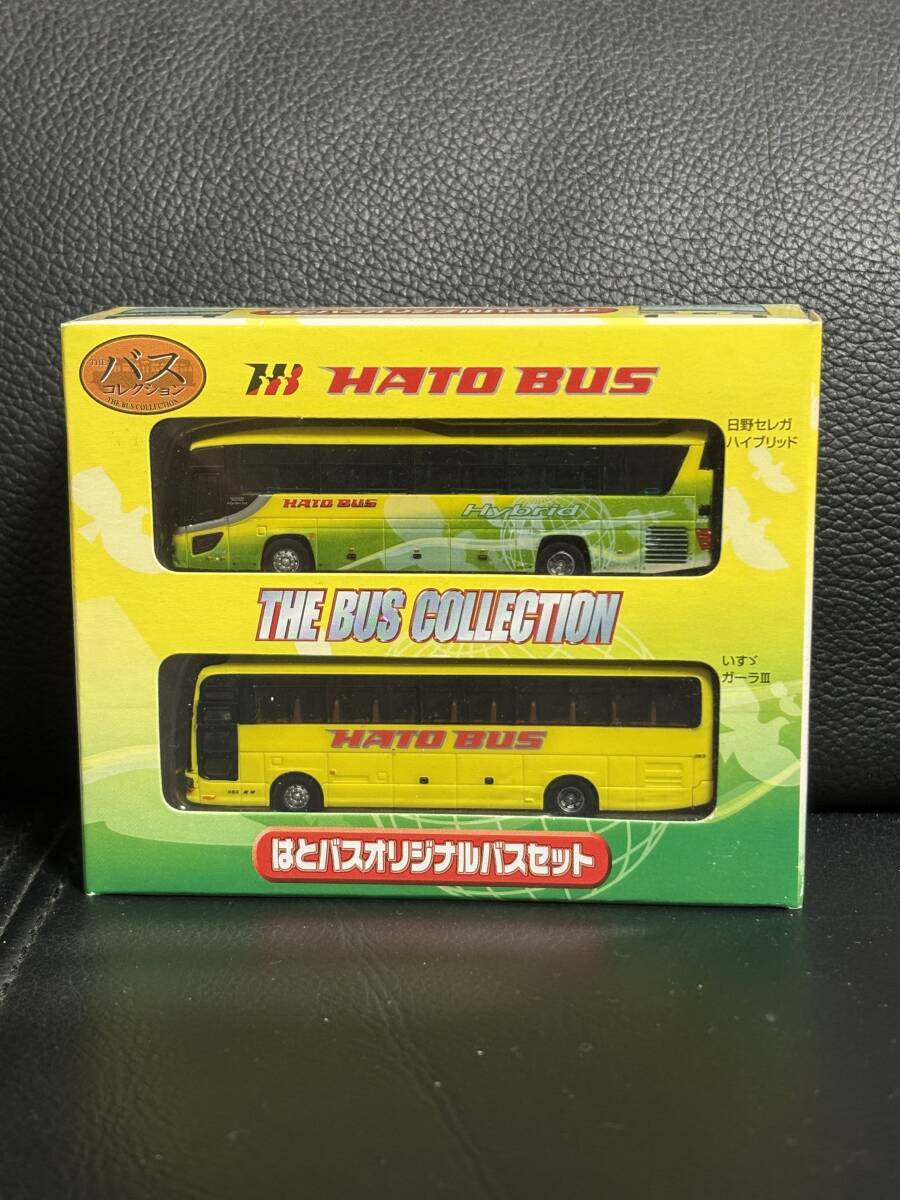 THE
バス
コレクション
THE BUS COLLECTION
HATO BUS
日野セレガ
ハイブリッド
HATO BUS
Hybrid
THE BUS COLLECTION
いすゞ
ガーラⅢ
HATO BUS
はとバスオリジナルバスセット